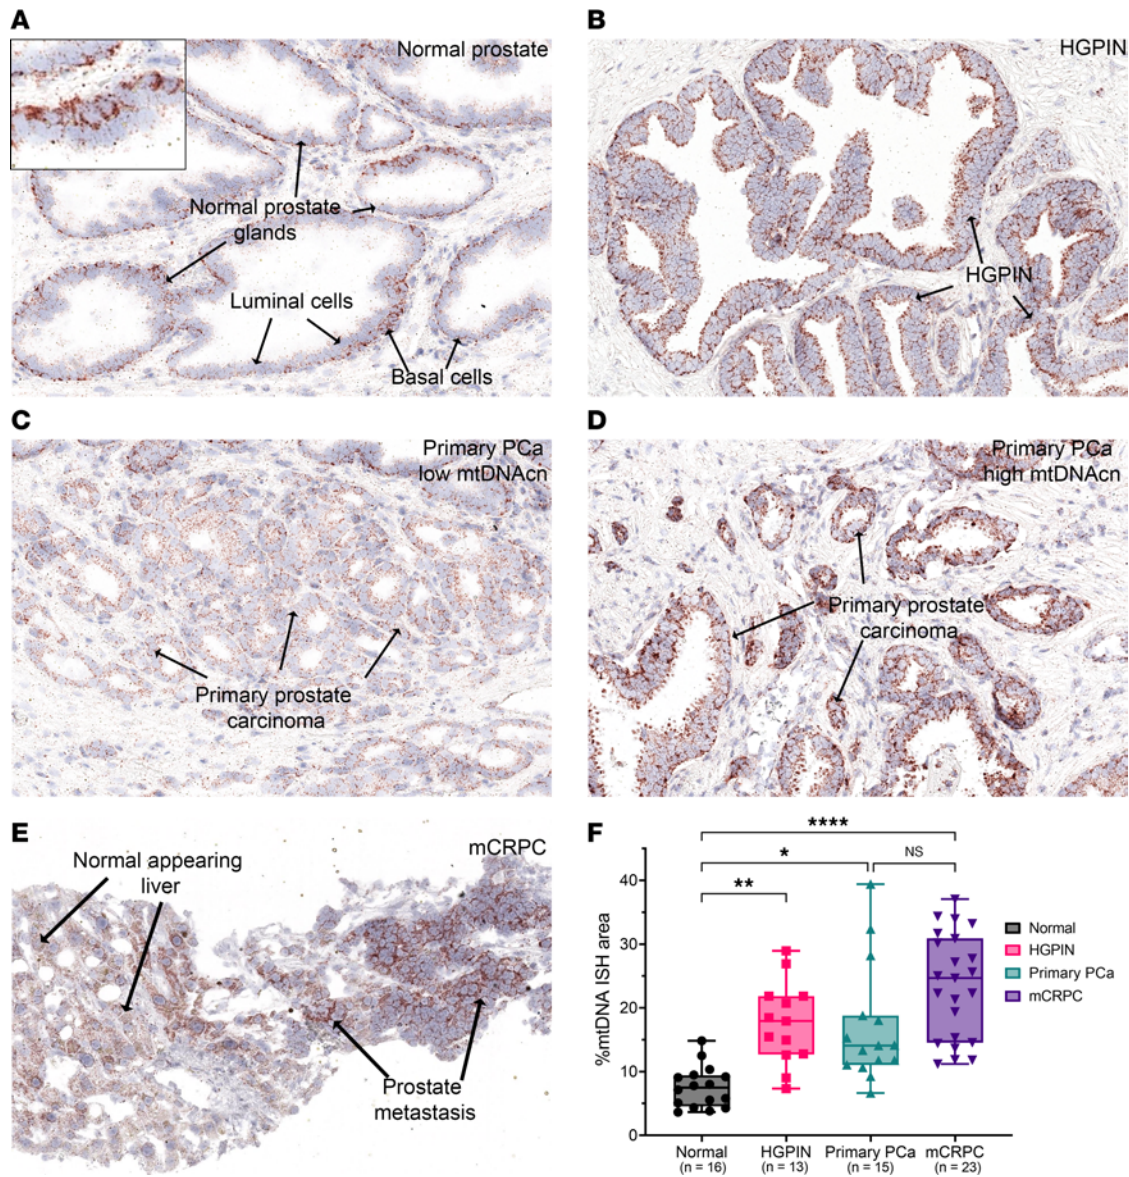 A
Normal prostate
Normal prostate
glands
Luminal cells
Basal cells
B
HGPIN
HGPIN
C
Primary PCa
low mtDNAcn
Primary prostate
carcinoma
D
Primary PCa
high mtDNAcn
Primary prostate
carcinoma
E
mCRPC
Normal appearing
liver
Prostate
metastasis
F
****
*
NS
**
%mtDNA ISH area
40
30
20
10
0
Normal
(n = 16)
HGPIN
(n = 13)
Primary PCa
(n = 15)
mCRPC
(n = 23)
Normal
HGPIN
Primary PCa
mCRPC